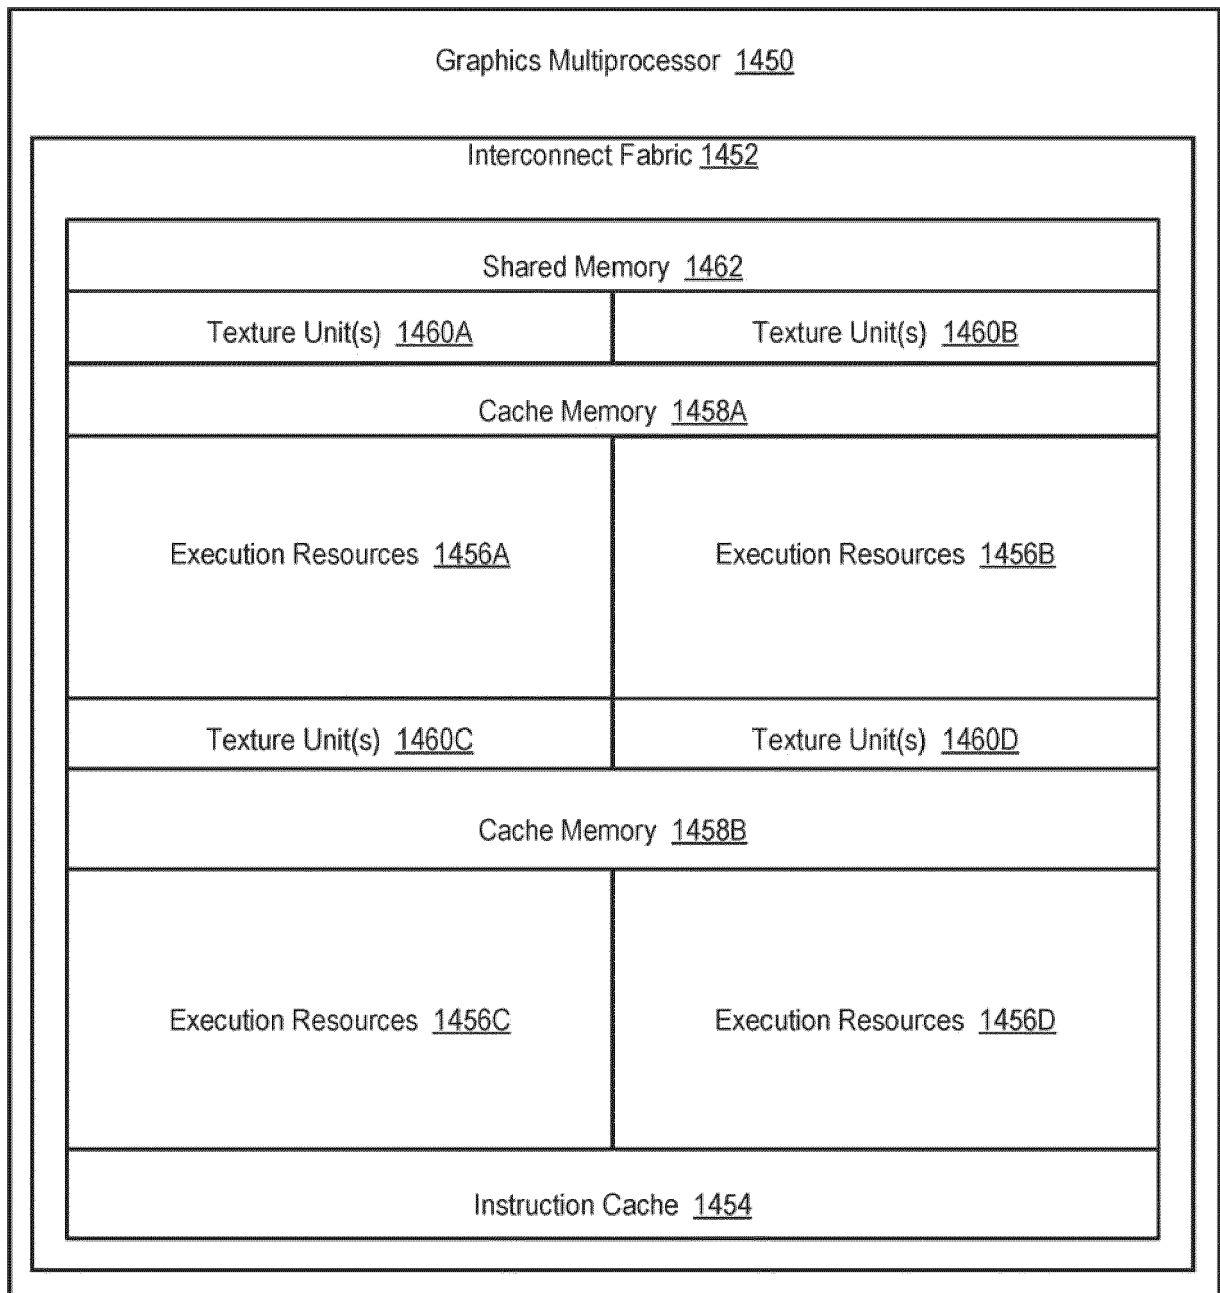 Graphics Multiprocessor 1450
Interconnect Fabric 1452
Shared Memory 1462
Texture Unit(s) 1460A
Texture Unit(s) 1460B
Cache Memory 1458A
Execution Resources 1456A
Execution Resources 1456B
Texture Unit(s) 1460C
Texture Unit(s) 1460D
Cache Memory 1458B
Execution Resources 1456C
Execution Resources 1456D
Instruction Cache 1454